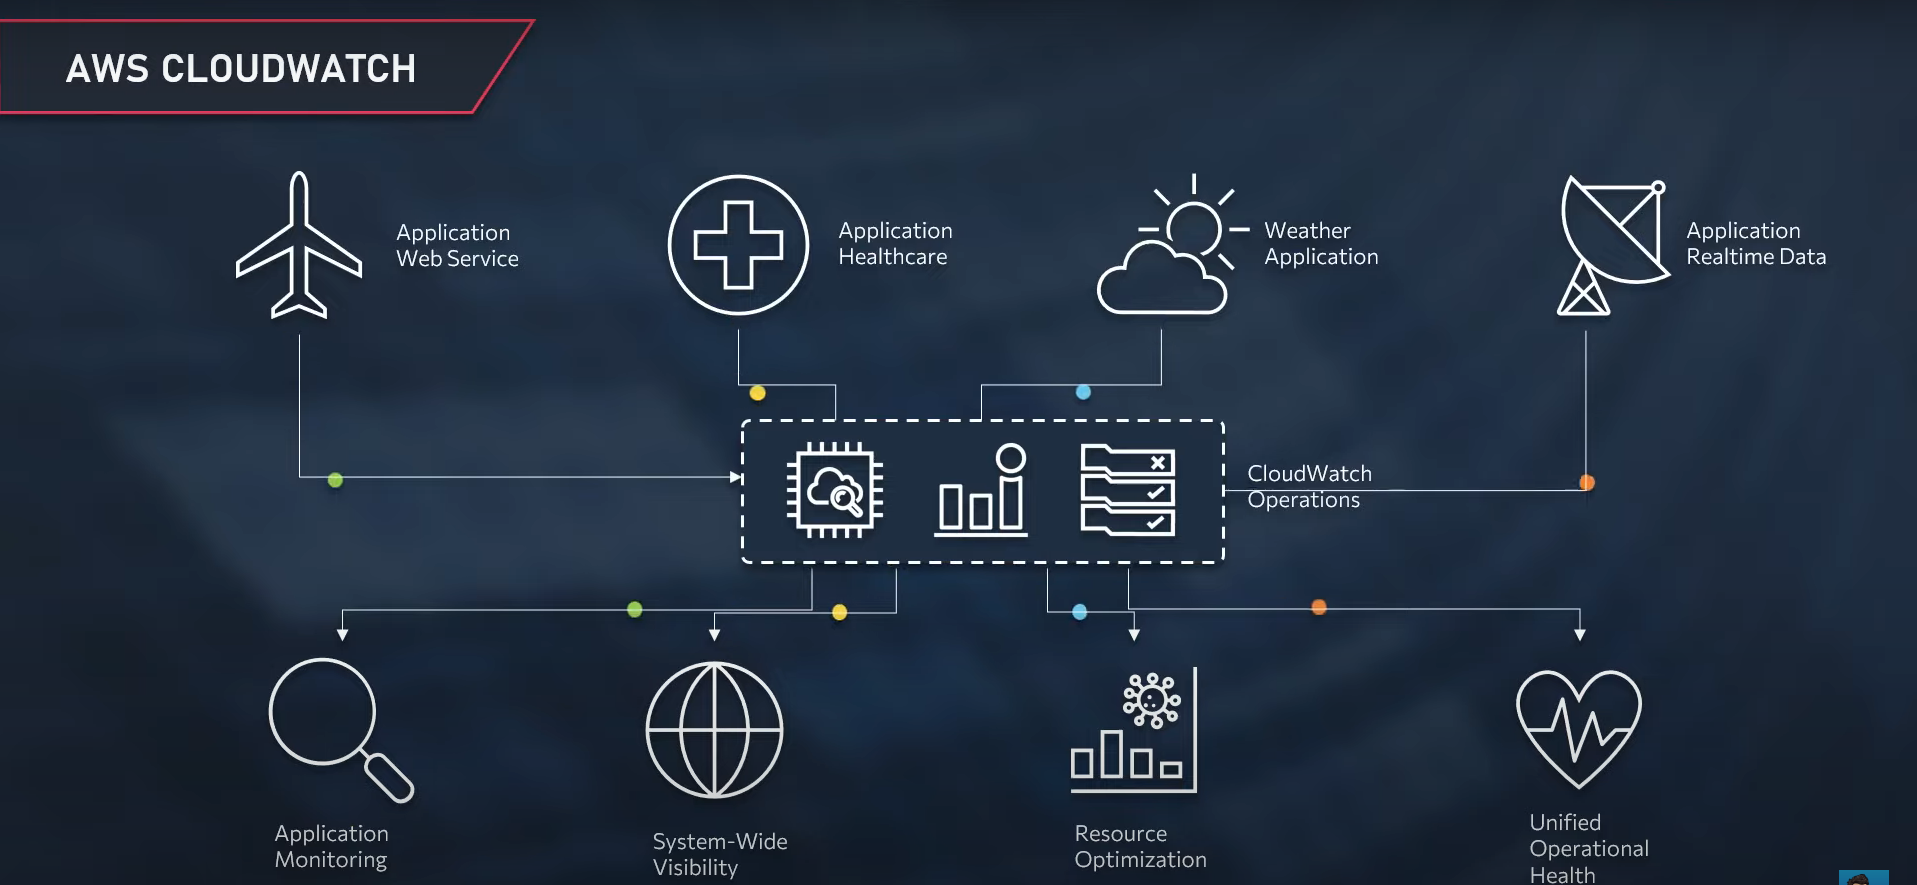 AWS CLOUDWATCH
Application
Web Service
Application
Healthcare
Weather
Application
Application
Realtime Data
CloudWatch
Operations
Application
Monitoring
System-Wide
Visibility
Resource
Optimization
Unified
Operational
Health